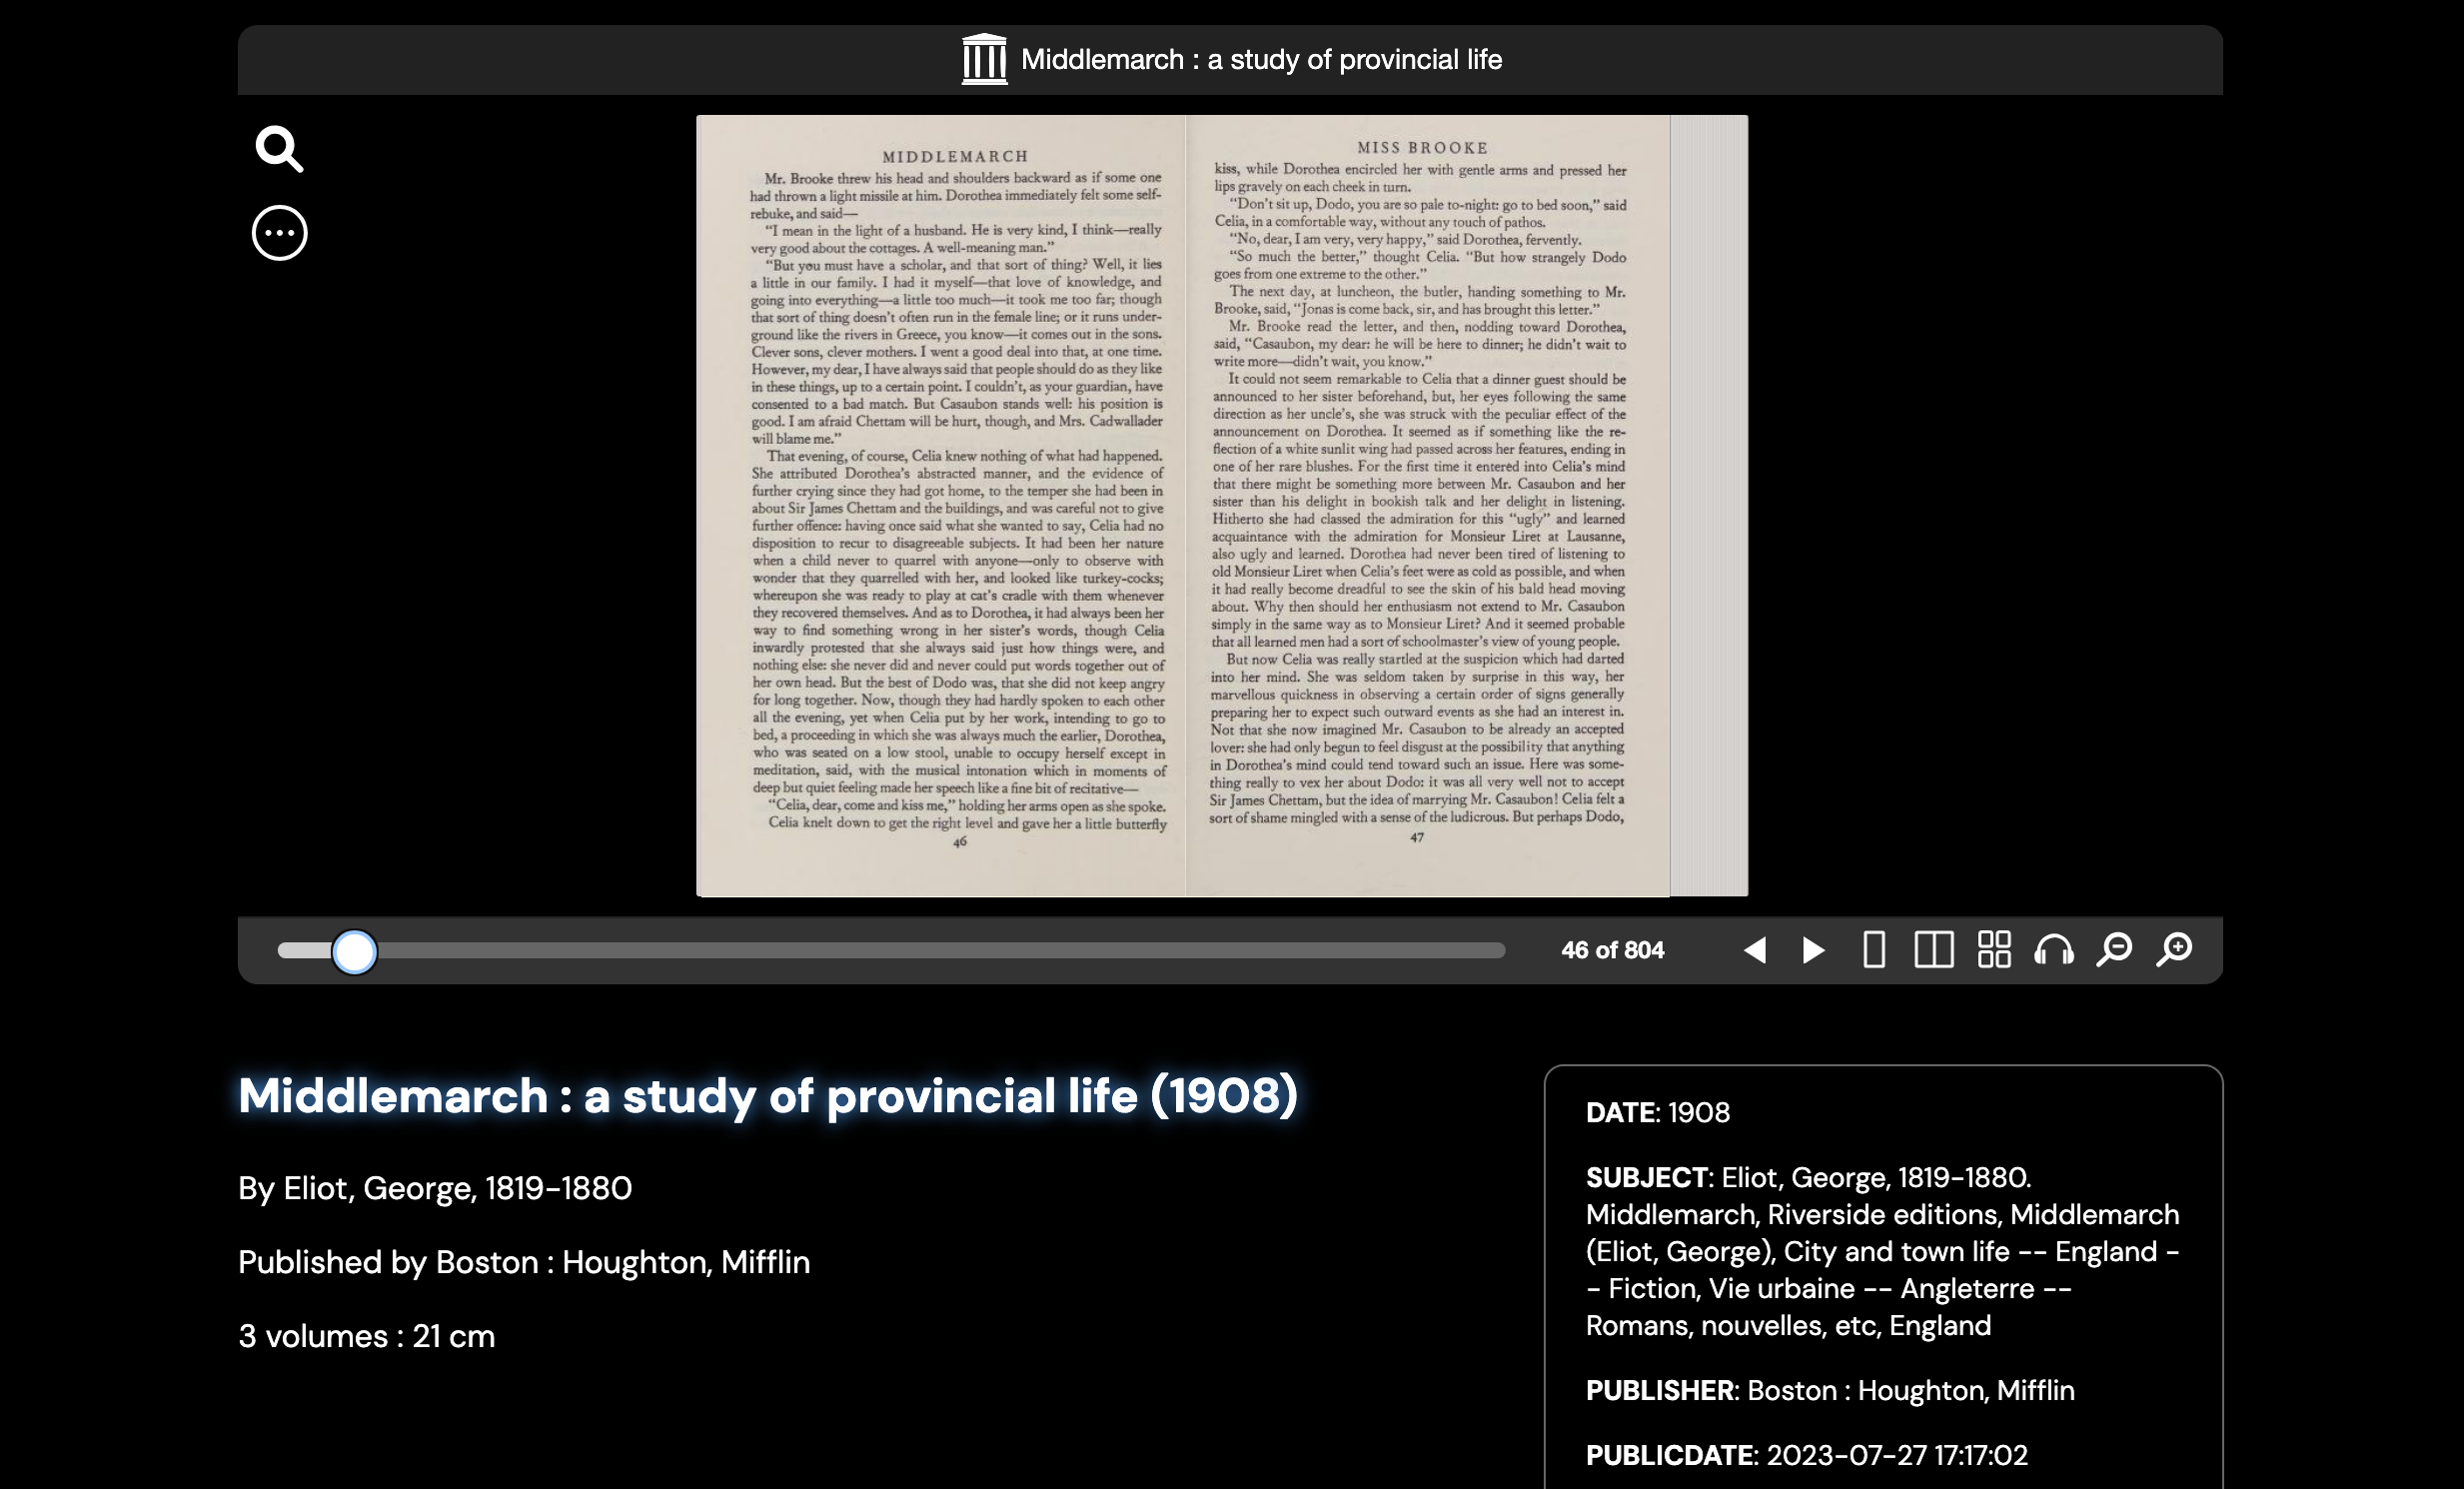 Middlemarch : a study of provincial life
MIDDLEMARCH
Mr. Brooke threw his head and shoulders backward as if some one
had thrown a light missile at him. Dorothea immediately felt some self-
rebuke, and said—
“I mean in the light of a husband. He is very kind, I think—really
very good about the cottages. A well-meaning man.”
“But you must have a scholar, and that sort of thing? Well, it lies
a little in our family. I had it myself—that love of knowledge, and
going into everything—a little too much—it took me too far; though
that sort of thing doesn’t often run in the female line; or it runs under-
ground like the rivers in Greece, you know—it comes out in the sons.
Clever sons, clever mothers. I went a good deal into that, at one time.
However, my dear, I have always said that people should do as they like
in these things, up to a certain point. I couldn’t, as your guardian, have
consented to a bad match. But Casaubon stands well: his position is
good. I am afraid Chettam will be hurt, though, and Mrs. Cadwallader
will blame me.”
That evening, of course, Celia knew nothing of what had happened.
She attributed Dorothea’s abstracted manner, and the evidence of
further crying since they had got home, to the temper she had been in
about Sir James Chettam and the buildings, and was careful not to give
further offence: having once said what she wanted to say, Celia had no
disposition to recur to disagreeable subjects. It had been her nature
when a child never to quarrel with anyone—only to observe with
wonder that they quarrelled with her, and looked like turkey-cocks;
whereupon she was ready to play at cat’s cradle with them whenever
they recovered themselves. And as to Dorothea, it had always been her
way to find something wrong in her sister’s words, though Celia
inwardly protested that she always said just how things were, and
nothing else: she never did and never could put words together out of
her own head. But the best of Dodo was, that she did not keep angry
for long together. Now, though they had hardly spoken to each other
all the evening, yet when Celia put by her work, intending to go to
bed, a proceeding in which she was always much the earlier, Dorothea,
who was seated on a low stool, unable to occupy herself except in
meditation, said, with the musical intonation which in moments of
deep but quiet feeling made her speech like a fine bit of recitative—
“Celia, dear, come and kiss me,” holding her arms open as she spoke.
Celia knelt down to get the right level and gave her a little butterfly
46
MISS BROOKE
kiss, while Dorothea encircled her with gentle arms and pressed her
lips gravely on each cheek in turn.
“Don’t sit up, Dodo, you are so pale to-night: go to bed soon,” said
Celia, in a comfortable way, without any touch of pathos.
“No, dear, I am very, very happy,” said Dorothea, fervently.
“So much the better,” thought Celia. “But how strangely Dodo
goes from one extreme to the other.”
The next day, at luncheon, the butler, handing something to Mr.
Brooke, said, “Jonas is come back, sir, and has brought this letter.”
Mr. Brooke read the letter, and then, nodding toward Dorothea,
said, “Casaubon, my dear: he will be here to dinner; he didn’t wait to
write more—didn’t wait, you know.”
It could not seem remarkable to Celia that a dinner guest should be
announced to her sister beforehand, but, her eyes following the same
direction as her uncle’s, she was struck with the peculiar effect of the
announcement on Dorothea. It seemed as if something like the re-
flection of a white sunlit wing had passed across her features, ending in
one of her rare blushes. For the first time it entered into Celia’s mind
that there might be something more between Mr. Casaubon and her
sister than his delight in bookish talk and her delight in listening.
Hitherto she had classed the admiration for this “ugly” and learned
acquaintance with the admiration for Monsieur Liret at Lausanne,
also ugly and learned. Dorothea had never been tired of listening to
old Monsieur Liret when Celia’s feet were as cold as possible, and when
it had really become dreadful to see the skin of his bald head moving
about. Why then should her enthusiasm not extend to Mr. Casaubon
simply in the same way as to Monsieur Liret? And it seemed probable
that all learned men had a sort of schoolmaster’s view of young people.
But now Celia was really startled at the suspicion which had darted
into her mind. She was seldom taken by surprise in this way, her
marvellous quickness in observing a certain order of signs generally
preparing her to expect such outward events as she had an interest in.
Not that she now imagined Mr. Casaubon to be already an accepted
lover: she had only begun to feel disgust at the possibility that anything
in Dorothea’s mind could tend toward such an issue. Here was some-
thing really to vex her about Dodo: it was all very well not to accept
Sir James Chettam, but the idea of marrying Mr. Casaubon! Celia felt a
sort of shame mingled with a sense of the ludicrous. But perhaps Dodo,
47
46 of 804
Middlemarch : a study of provincial life (1908)
By Eliot, George, 1819-1880
Published by Boston : Houghton, Mifflin
3 volumes : 21 cm
DATE: 1908
SUBJECT: Eliot, George, 1819-1880.
Middlemarch, Riverside editions, Middlemarch
(Eliot, George), City and town life -- England -
- Fiction, Vie urbaine -- Angleterre --
Romans, nouvelles, etc, England
PUBLISHER: Boston : Houghton, Mifflin
PUBLICDATE: 2023-07-27 17:17:02